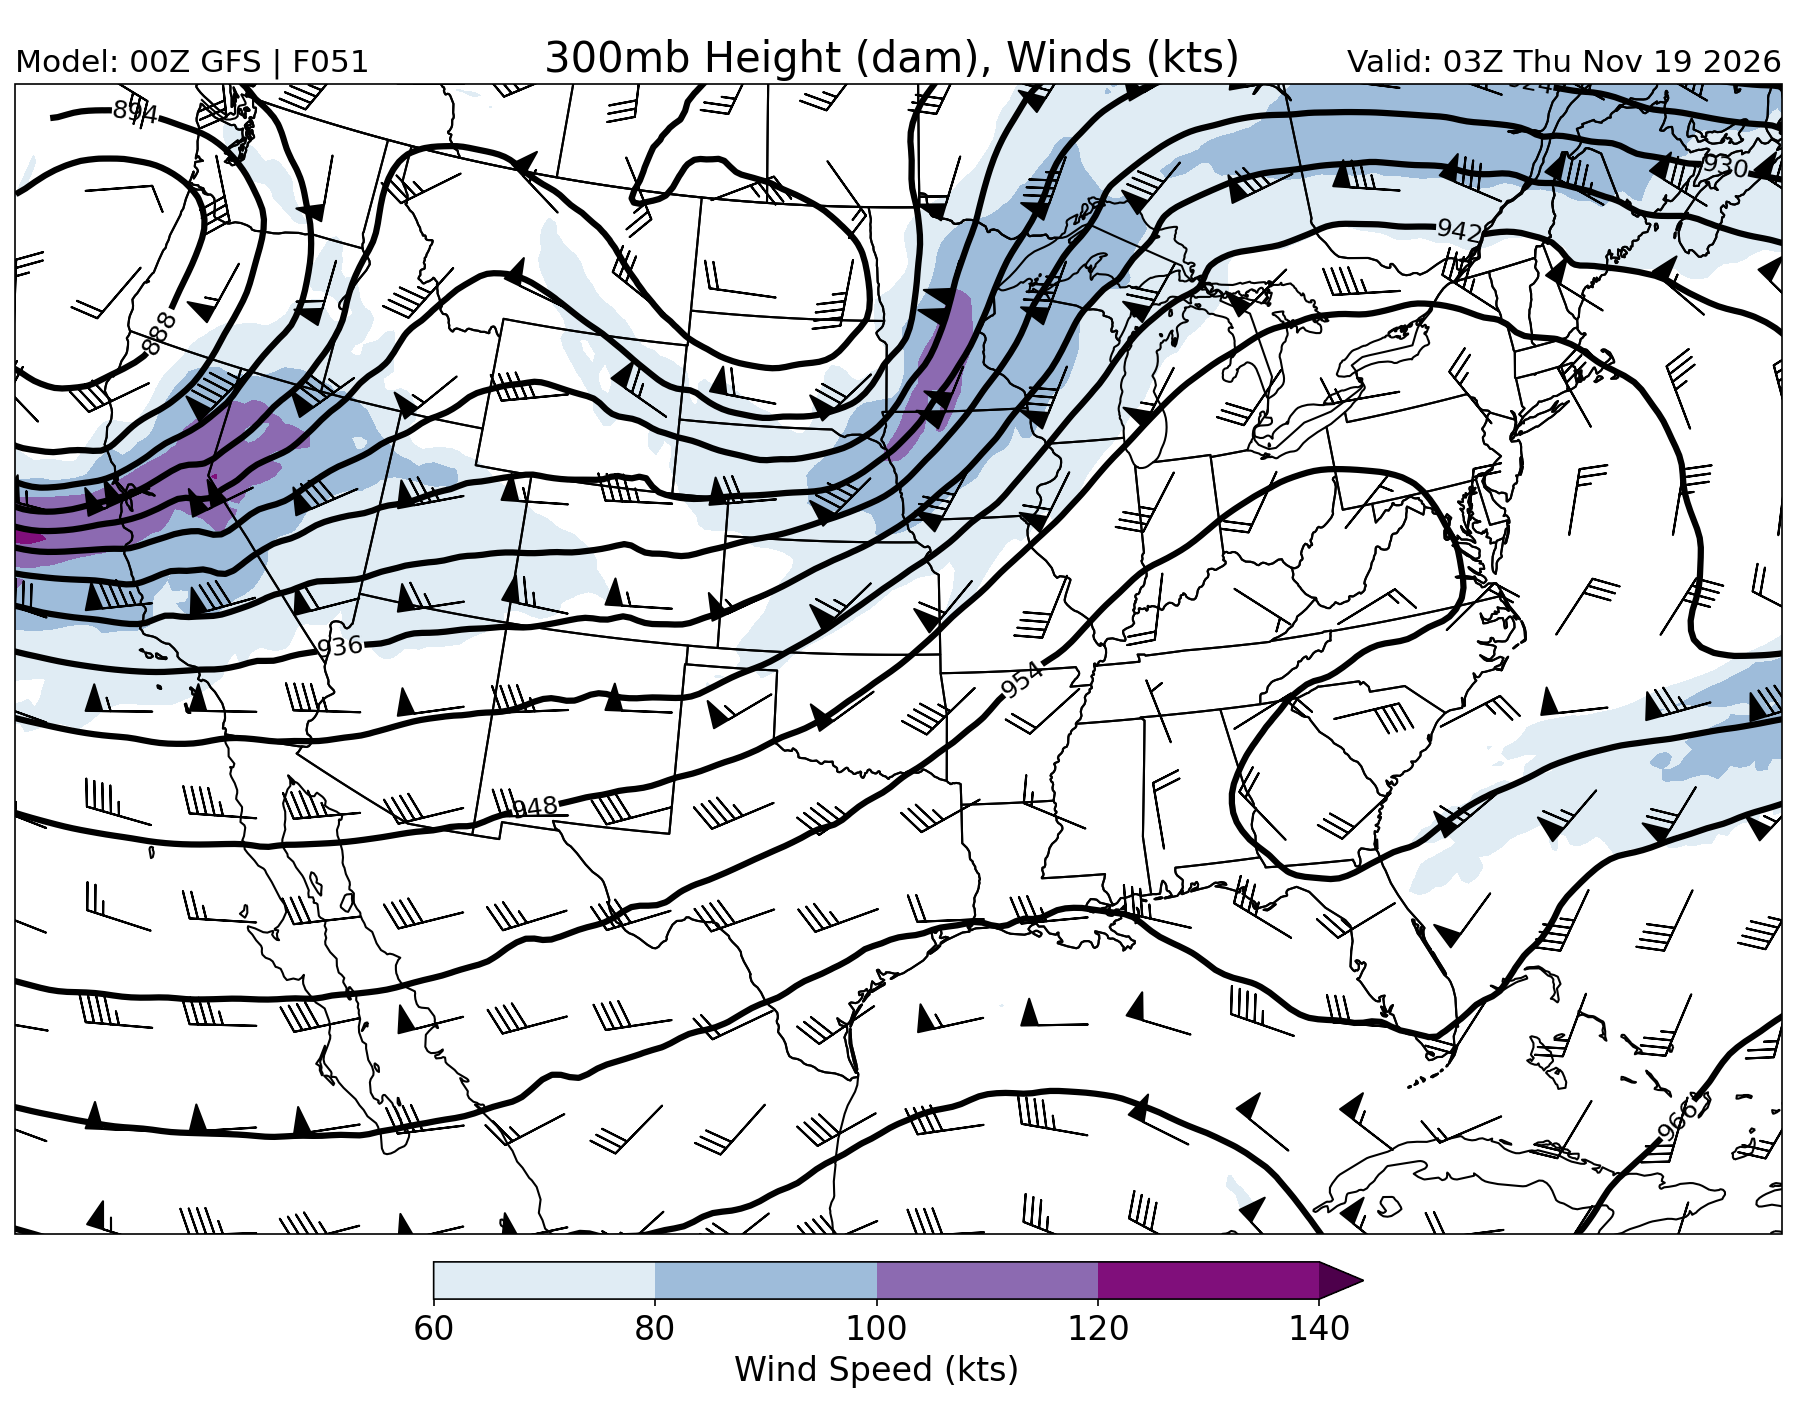 Model: 00Z GFS | F051
300mb Height (dam), Winds (kts)
Valid: 03Z Thu Nov 19 2026
894
924
930
942
888
936
954
948
966
60 80 100 120 140
Wind Speed (kts)